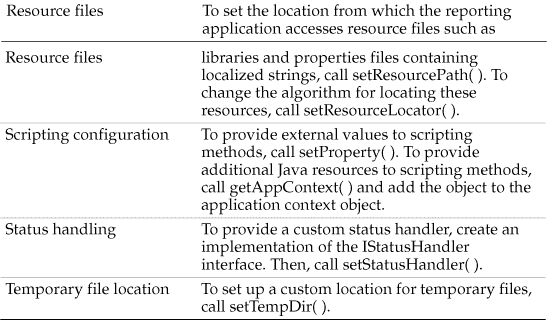 Resource files To set the location from which the reporting
application accesses resource files such as
Resource files libraries and properties files containing
localized strings, call setResourcePath( ). To
change the algorithm for locating these
resources, call setResourceLocator( ).
Scripting configuration To provide external values to scripting
methods, call setProperty( ). To provide
additional Java resources to scripting methods,
call getAppContext( ) and add the object to the
application context object.
Status handling To provide a custom status handler, create an
implementation of the IStatusHandler
interface. Then, call setStatusHandler( ).
Temporary file location To set up a custom location for temporary files,
call setTempDir( ).